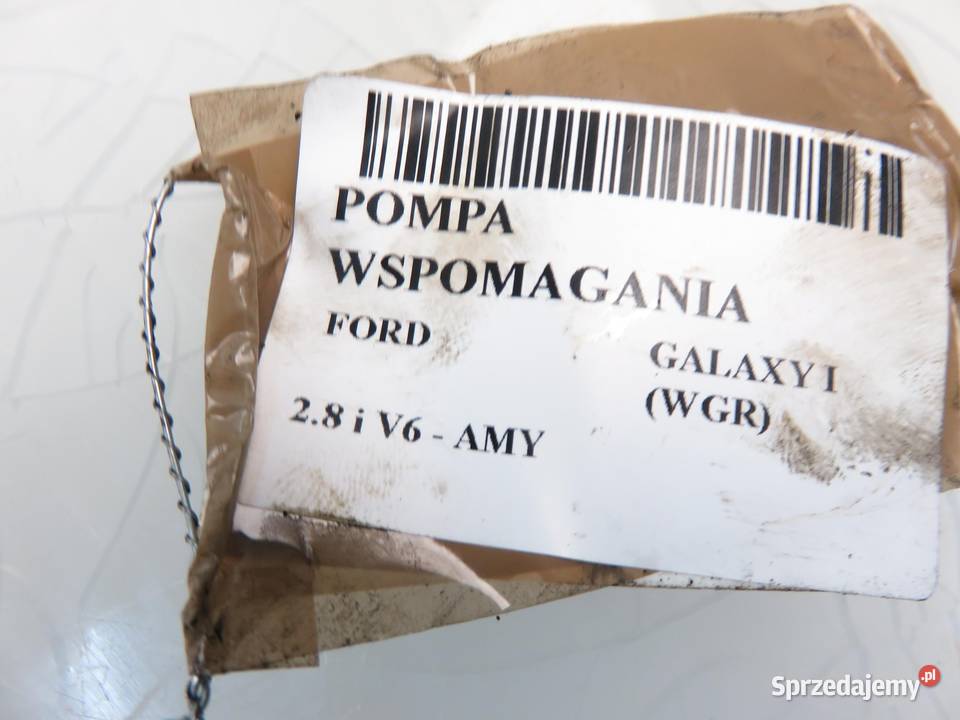 POMPA
WSPOMAGANIA
FORD
GALAXY I
(WGR)
2.8 i V6 - AMY
Sprzedajemy.pl